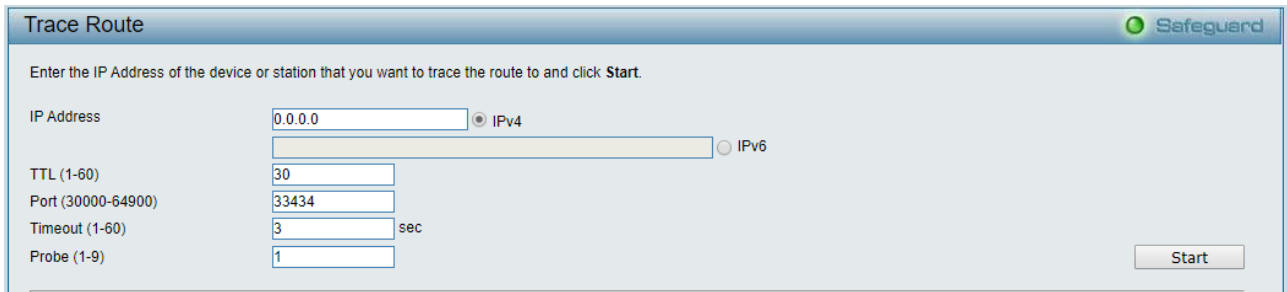 Trace Route Safeguard
Enter the IP Address of the device or station that you want to trace the route to and click Start.
IP Address 0.0.0.0 IPv4
IPv6
TTL (1-60) 30
Port (30000-64900) 33434
Timeout (1-60) 3 sec
Probe (1-9) 1 Start